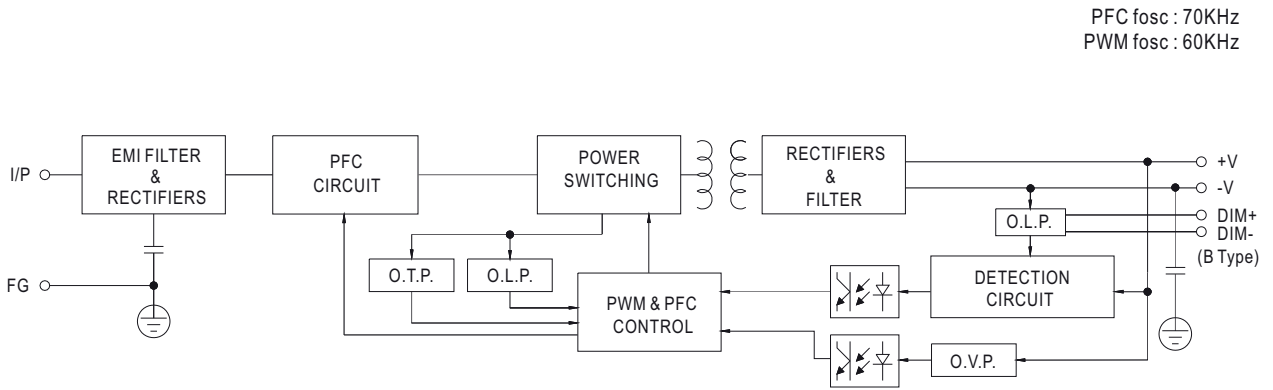 PFC fosc : 70KHz
PWM fosc : 60KHz
I/P
EMI FILTER
&
RECTIFIERS
PFC
CIRCUIT
POWER
SWITCHING
RECTIFIERS
&
FILTER
+V
-V
DIM+
DIM-
(B Type)
O.L.P.
O.T.P.
O.L.P.
DETECTION
CIRCUIT
FG
PWM & PFC
CONTROL
O.V.P.